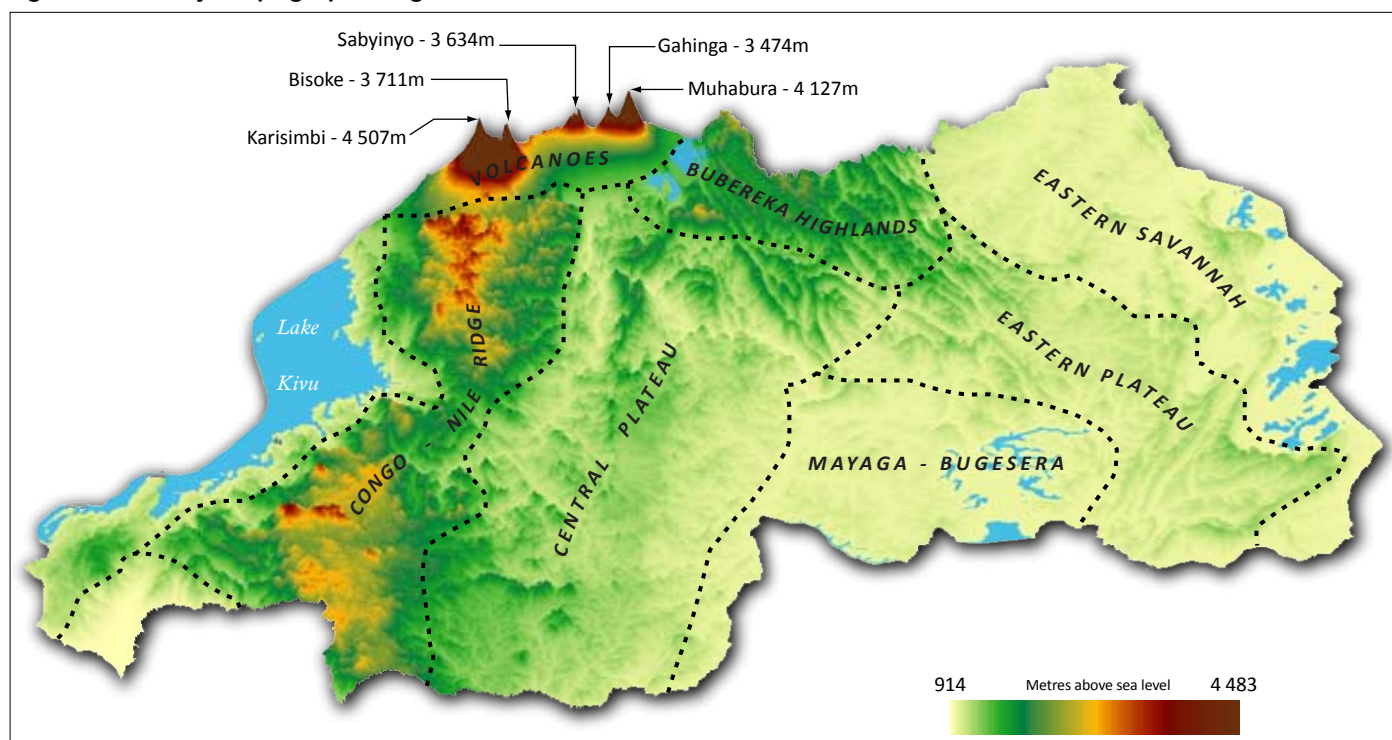 Sabyinyo - 3 634m
Gahinga - 3 474m
Bisoke - 3 711m
Muhabura - 4 127m
Karisimbi - 4 507m
VOLCANOES
BUBEREKA HIGHLANDS
EASTERN SAVANNAH
Lake
Kivu
CONGO - NILE RIDGE
CENTRAL PLATEAU
EASTERN PLATEAU
MAYAGA - BUGESERA
914 Metres above sea level 4 483